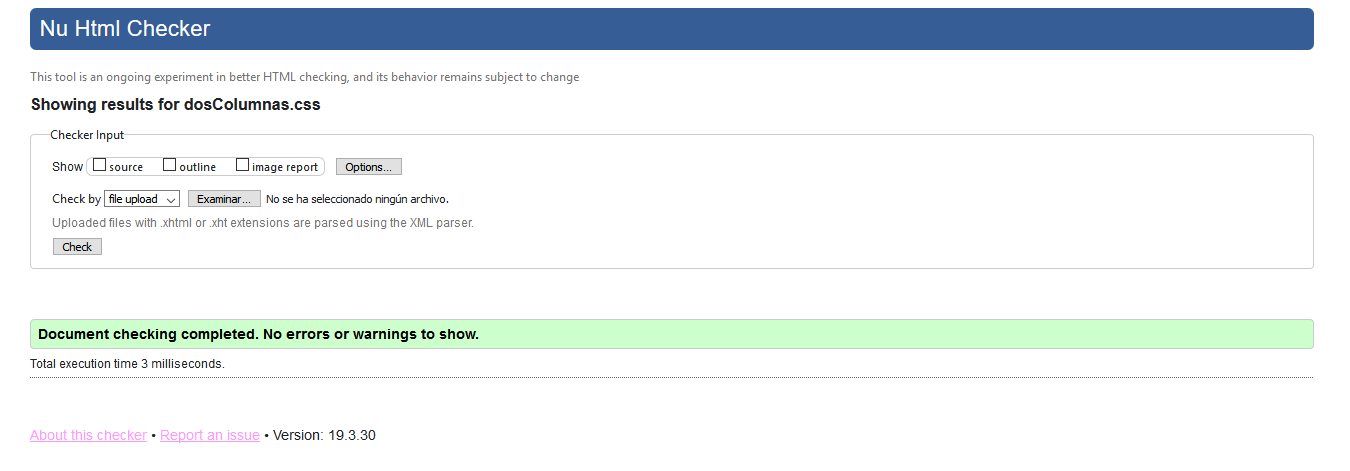 Nu Html Checker
This tool is an ongoing experiment in better HTML checking, and its behavior remains subject to change
Showing results for dosColumnas.css
Checker Input
Show source outline image report Options...
Check by file upload Examinar... No se ha seleccionado ningún archivo.
Uploaded files with .xhtml or .xht extensions are parsed using the XML parser.
Check
Document checking completed. No errors or warnings to show.
Total execution time 3 milliseconds.
About this checker • Report an issue • Version: 19.3.30